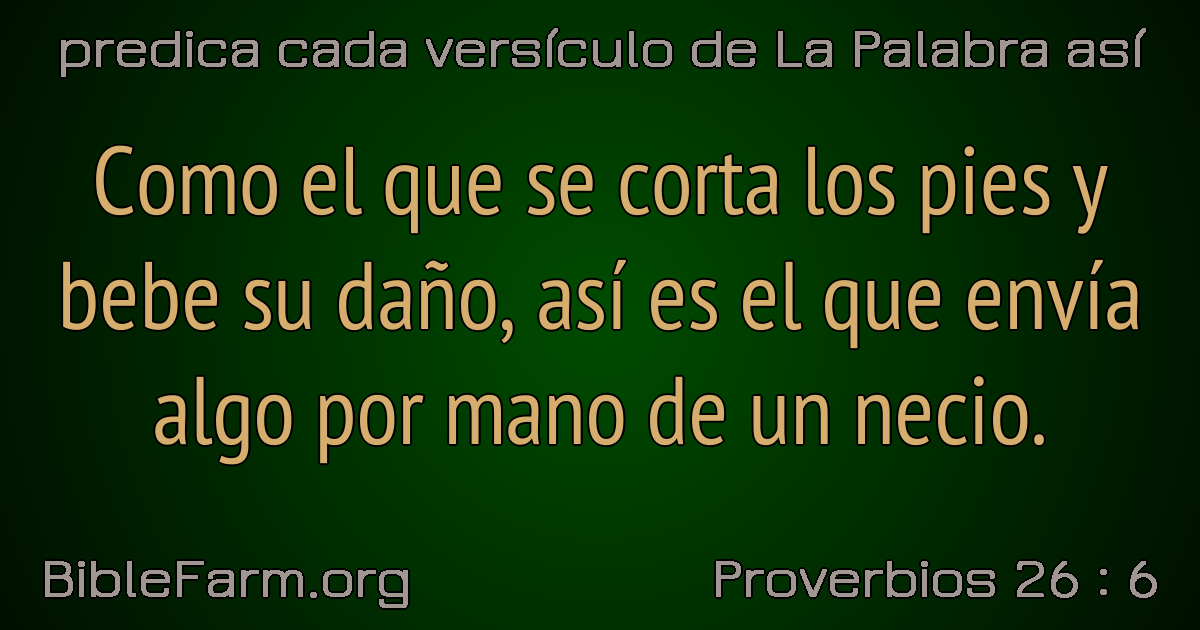 predica cada versículo de La Palabra así
Como el que se corta los pies y
bebe su daño, así es el que envía
algo por mano de un necio.
BibleFarm.org
Proverbios 26 : 6